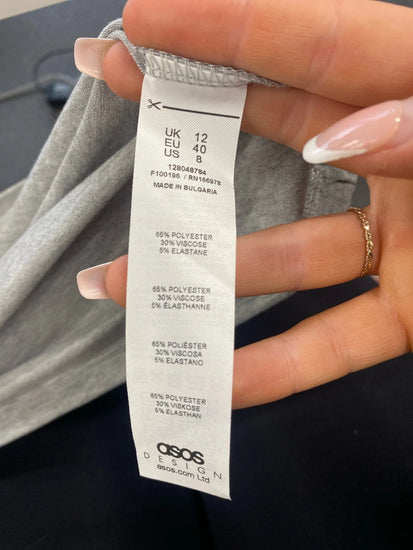 UK 12
EU 40
US 8
128048784
F100196 / RN166978
MADE IN BULGARIA
65% POLYESTER
30% VISCOSE
5% ELASTANE
65% POLYESTER
30% VISCOSE
5% ÉLASTHANNE
65% POLIÉSTER
30% VISCOSA
5% ELASTANO
65% POLYESTER
30% VISKOSE
5% ELASTHAN
asos
DESIGN
asos.com Ltd